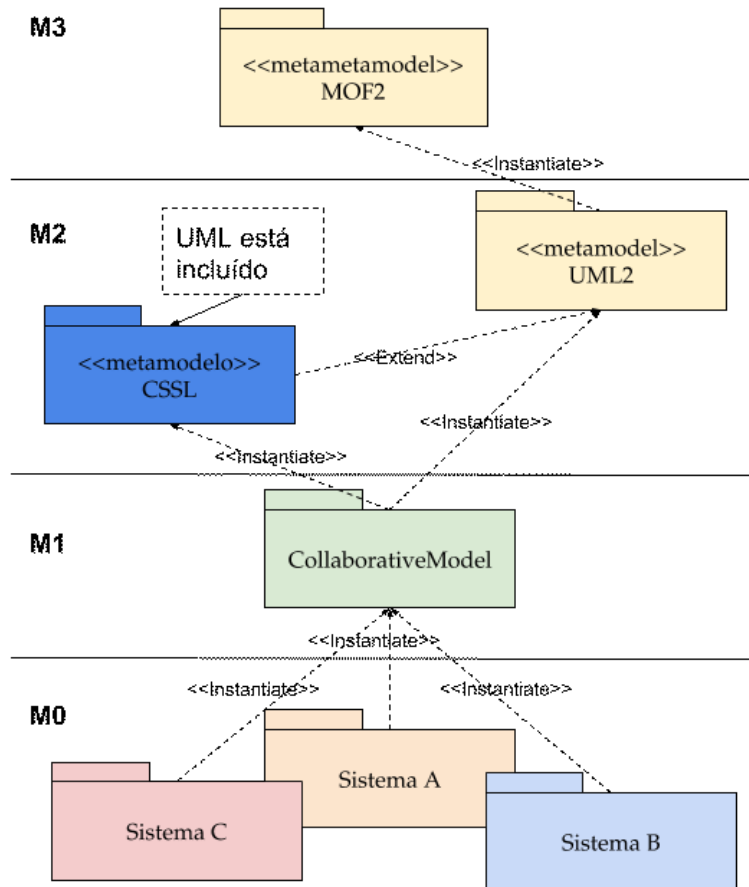 M3
<<metametamodel>>
MOF2
<<Instantiate>>
M2
UML está
incluído
<<metamodel>>
UML2
<<metamodelo>>
CSSL
<<Extend>>
<<Instantiate>>
<<Instantiate>>
M1
CollaborativeModel
<<Instantiate>>
M0
<<Instantiate>>
<<Instantiate>>
Sistema A
Sistema C
Sistema B